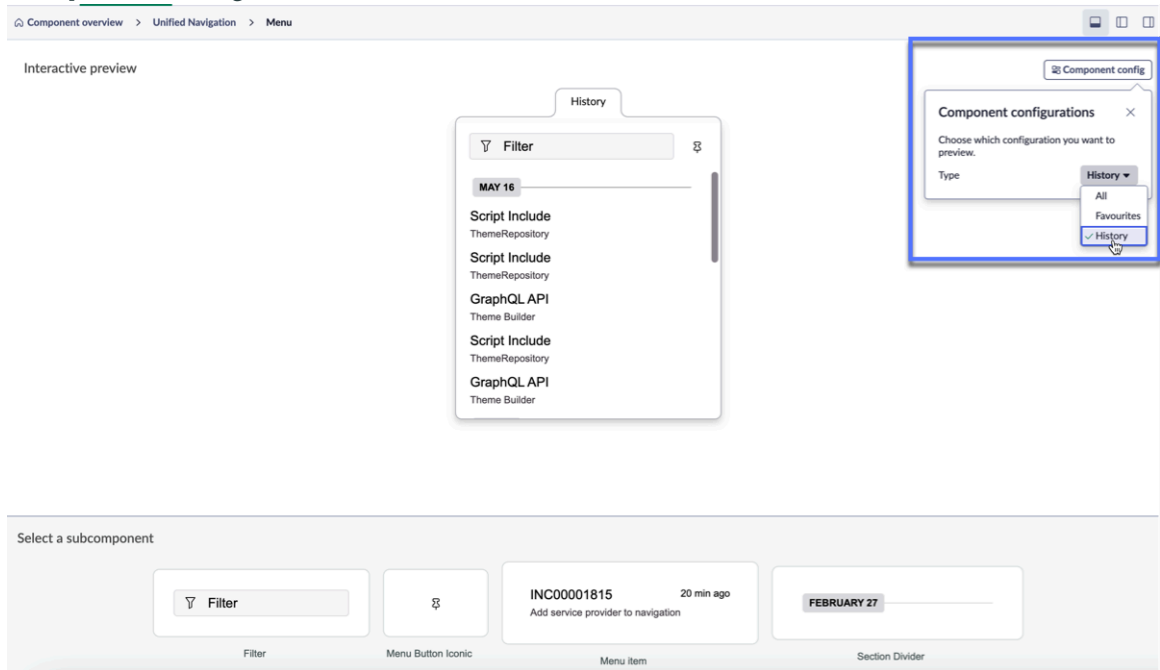 Component overview > Unified Navigation > Menu
Interactive preview
Component config
History
Component configurations
Filter
Choose which configuration you want to
preview.
Type
History
All
Favourites
History
MAY 16
Script Include
ThemeRepository
Script Include
ThemeRepository
GraphQL API
Theme Builder
Script Include
ThemeRepository
GraphQL API
Theme Builder
Select a subcomponent
Filter
INC00001815 20 min ago
Add service provider to navigation
FEBRUARY 27
Filter
Menu Button Iconic
Menu item
Section Divider